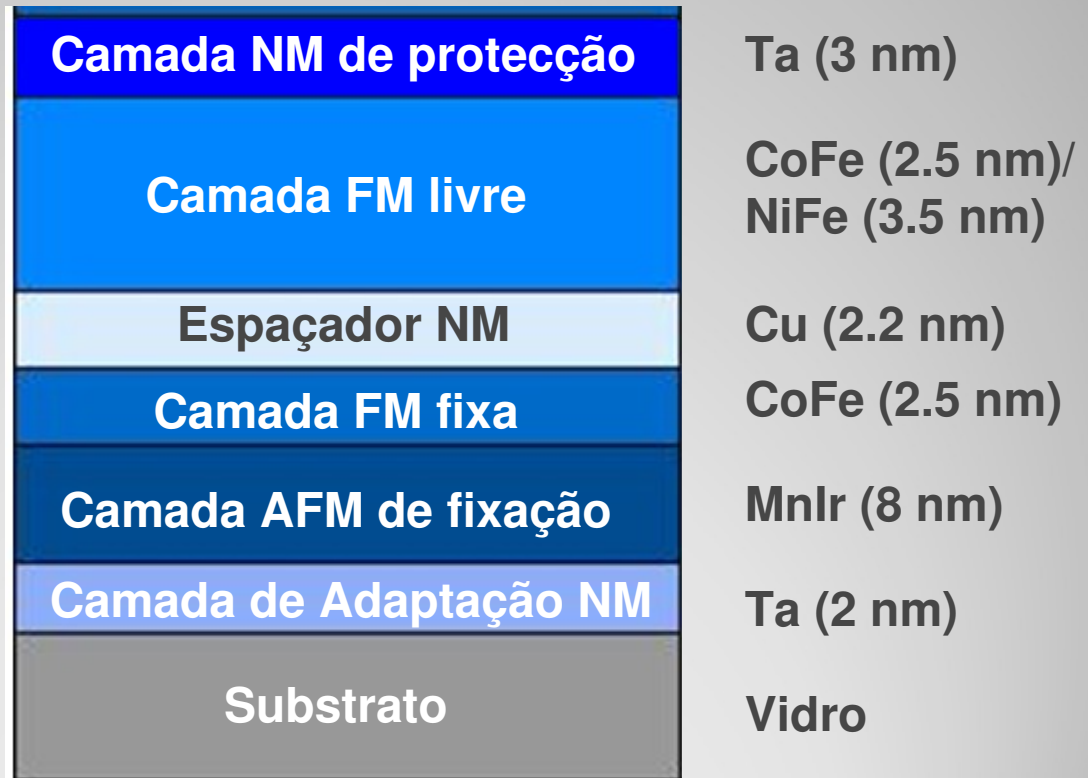 Camada NM de protecção
Ta (3 nm)
Camada FM livre
CoFe (2.5 nm)/
NiFe (3.5 nm)
Espaçador NM
Cu (2.2 nm)
Camada FM fixa
CoFe (2.5 nm)
Camada AFM de fixação
MnIr (8 nm)
Camada de Adaptação NM
Ta (2 nm)
Substrato
Vidro